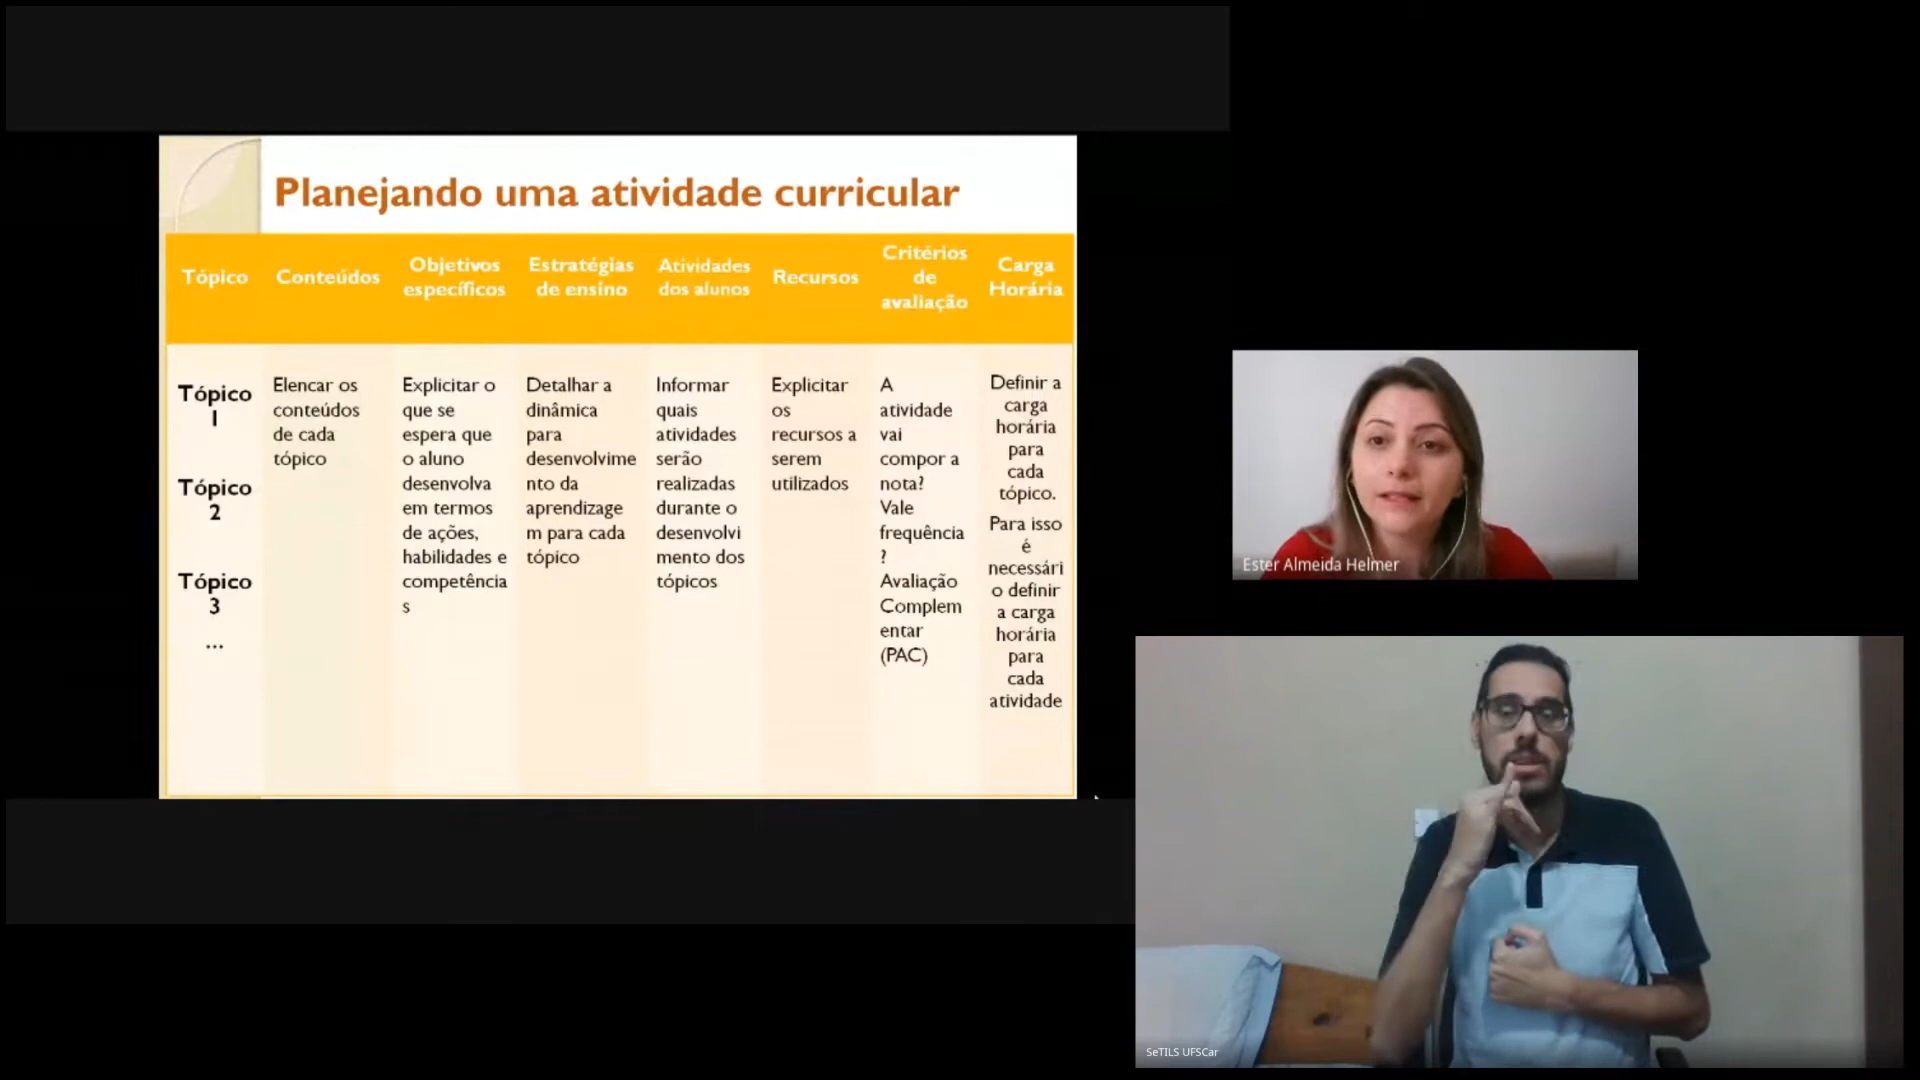 Planejando uma atividade curricular
Tópico
Conteúdos
Objetivos
específicos
Estratégias
de ensino
Atividades
dos alunos
Recursos
Critérios
de
avaliação
Carga
Horária
Tópico
1
Tópico
2
Tópico
3
...
Elencar os
conteúdos
de cada
tópico
Explicitar o
que se
espera que
o aluno
desenvolva
em termos
de ações,
habilidades e
competência
s
Detalhar a
dinâmica
para
desenvolvime
nto da
aprendizage
m para cada
tópico
Informar
quais
atividades
serão
realizadas
durante o
desenvolvi
mento dos
tópicos
Explicitar
os
recursos a
serem
utilizados
A
atividade
vai
compor a
nota?
Vale
frequência
?
Avaliação
Complem
entar
(PAC)
Definir a
carga
horária
para
cada
tópico.
Para isso
é
necessári
o definir
a carga
horária
para
cada
atividade
Ester Almeida Helmer
SeTILS UFSCar